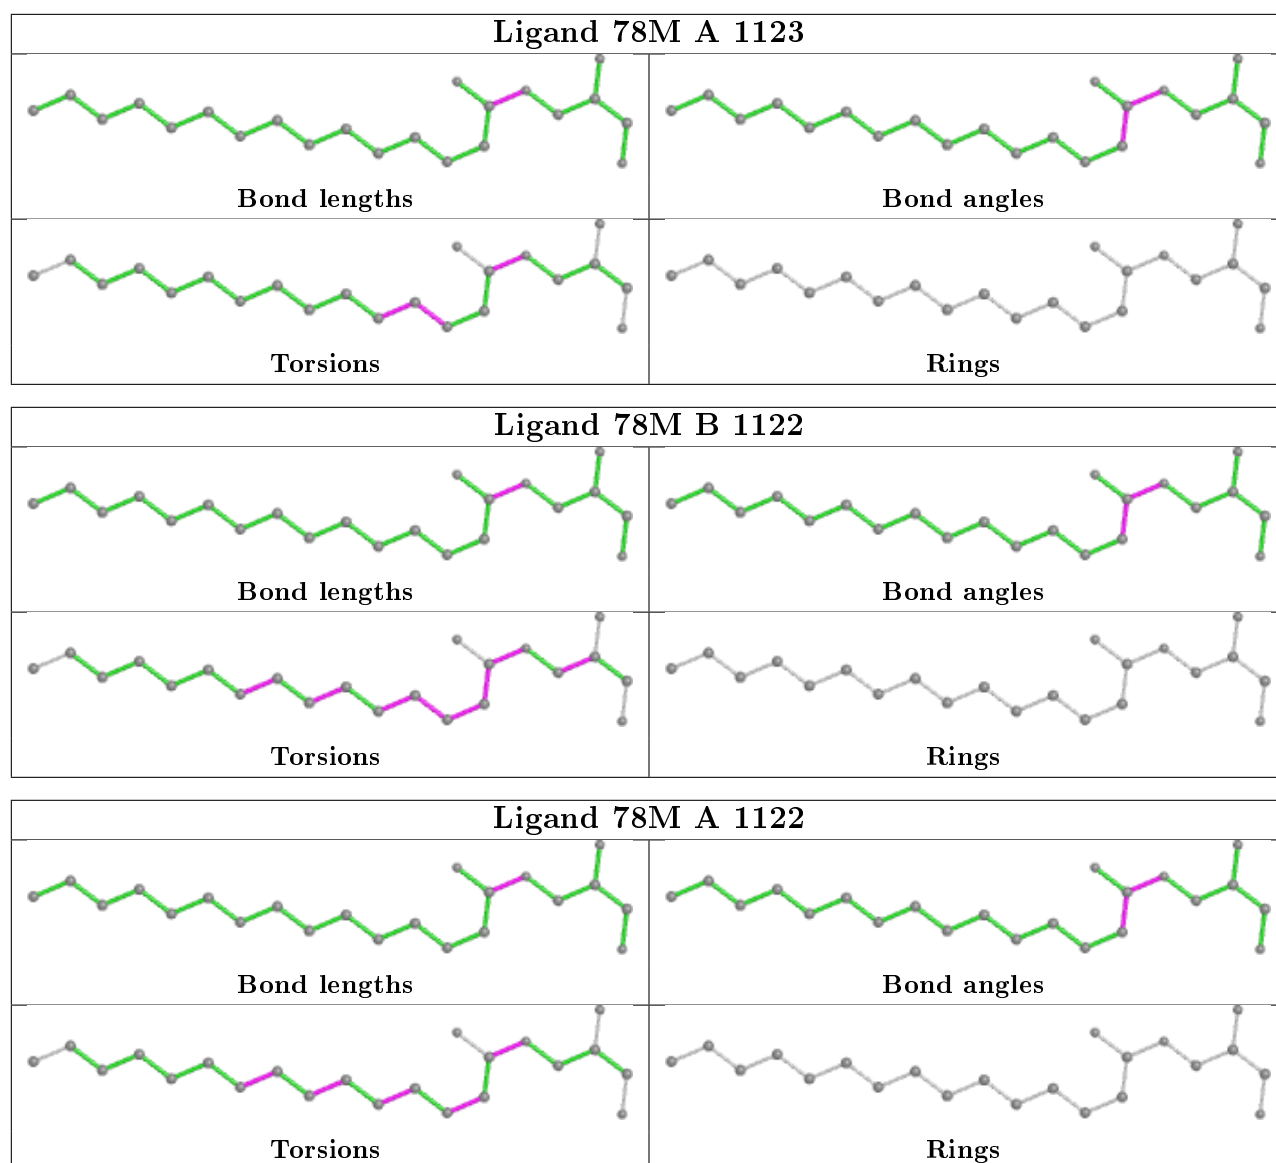 Ligand 78M A 1123
Bond lengths
Bond angles
Torsions
Rings
Ligand 78M B 1122
Bond lengths
Bond angles
Torsions
Rings
Ligand 78M A 1122
Bond lengths
Bond angles
Torsions
Rings